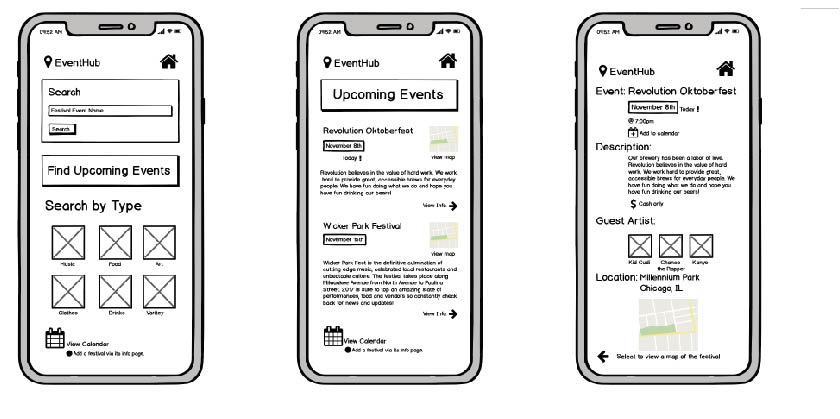 09:52 AM
EventHub
Search
Festival Event Name
Search
Find Upcoming Events
Search by Type
Music
Food
Art
Clothes
Drinks
Variety
View Calendar
Add a festival via its info page.
09:52 AM
EventHub
Upcoming Events
Revolution Oktoberfest
November 8th
Today !
View map
Revolution believes in the value of hard work. We work
hard to provide great, accessible brews for everyday
people. We have fun doing what we do and hope you
have fun drinking our beers!
View Info
Wicker Park Festival
November
View map
Wicker Park Fest is the definitive culmination of
cutting edge music, celebrated food restaurants and
unbeatable culture. The festival takes place along
Milwaukee Avenue from North Avenue to Paulina
Street. 2019 is sure to top an amazing slate of
performances, food and vendors so constantly check
back for news and updates!
View Info
View Calendar
Add a festival via its info page.
09:52 AM
EventHub
Event: Revolution Oktoberfest
November 8th Today !
@ 7:00pm
Add to calendar
Description:
Our brewery has been a labor of love.
Revolution believes in the value of hard
work. We work hard to provide great,
accessible brews for everyday people. We
have fun doing what we do and hope you
have fun drinking our beers!
$ Cash only
Guest Artist:
Kid Cudi
Chance
the Rapper
Kanye
Location: Millennium Park
Chicago, IL
Select to view a map of the festival